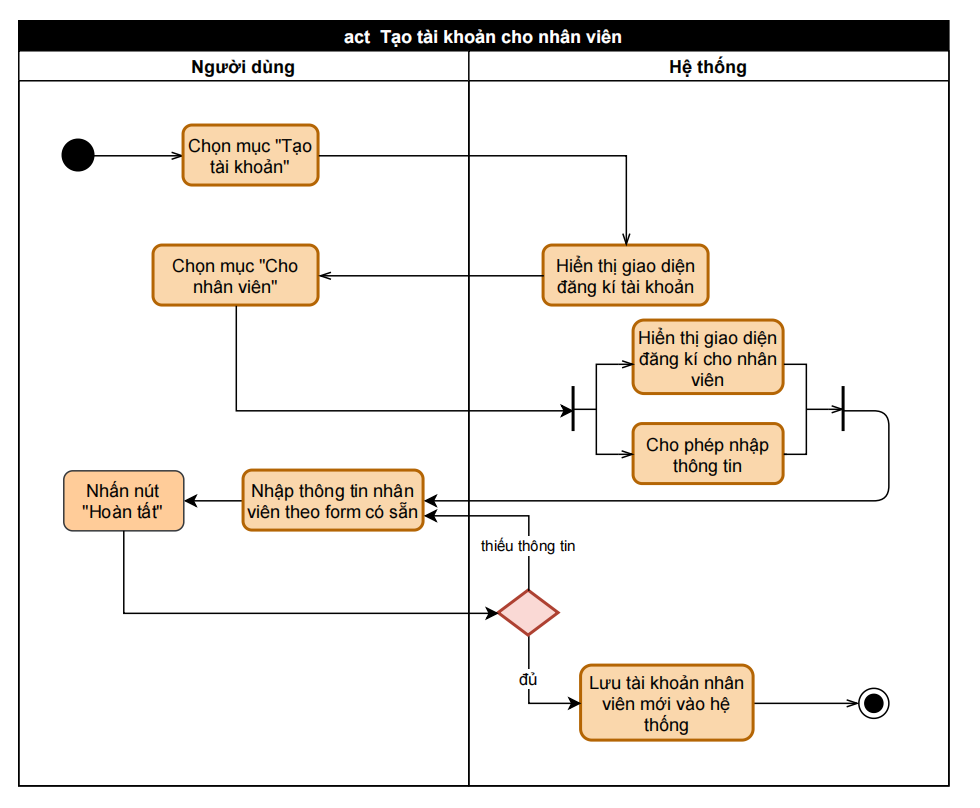 act  Tạo tài khoản cho nhân viên
Người dùng
Hệ thống
Chọn mục "Tạo
tài khoản"
Hiển thị giao diện
đăng kí tài khoản
Chọn mục "Cho
nhân viên"
Hiển thị giao diện
đăng kí cho nhân
viên
Cho phép nhập
thông tin
Nhập thông tin nhân
viên theo form có sẵn
Nhấn nút
"Hoàn tất"
thiếu thông tin
đủ
Lưu tài khoản nhân
viên mới vào hệ
thống